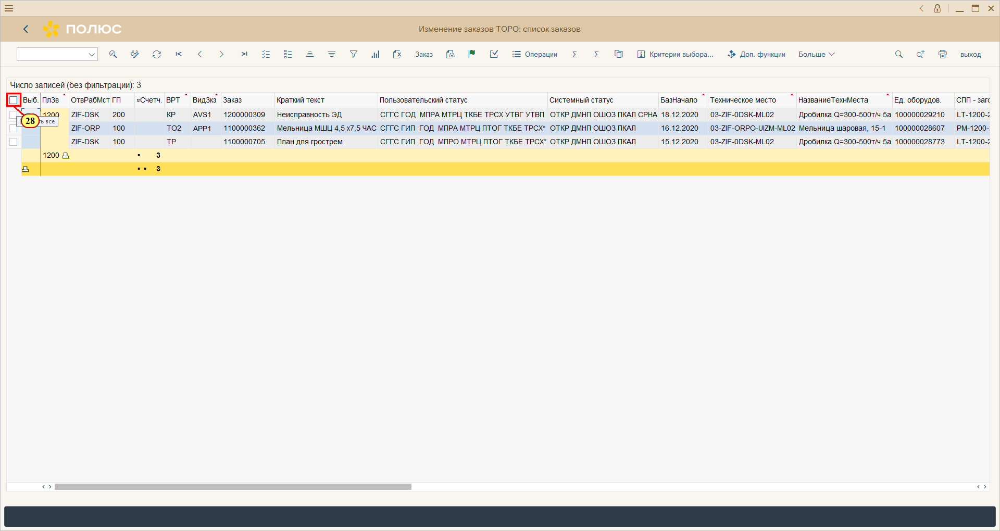 ПОЛЮС
Изменение заказов ТОРО: список заказов
Заказ Операции Σ Σ Критерии выбора... Доп. функции Больше выход
Число записей (без фильтрации): 3
Выб. ПлЗв ОтвРабМст ГП ¤Счетч. ВРТ ВидЗкз Заказ Краткий текст Пользовательский статус Системный статус БазНачало Техническое место НазваниеТехнМеста Ед. оборудов. СПП - заго
1200 ZIF-DSK 200 КР AVS1 1200000309 Неисправность ЭД СГГС ГОД МПРА МТРЦ ТКБЕ ТРСХ УТВГ УТВП ОТКР ДМНП ОШОЗ ПКАЛ СРНА 18.12.2020 03-ZIF-0DSK-ML02 Дробилка Q=300-500т/ч 5а 100000029210 LT-1200-2
28 ть все
ZIF-ORP 100 ТО2 APP1 1100000362 Мельница МШЦ 4,5 х7,5 ЧАС СГГС ГИП ГОД МПРА МТРЦ ПТОГ ТКБЕ ТРСХ* ОТКР ДМНП ОШОЗ ПКАЛ 16.12.2020 03-ZIF-ORPO-UIZM-ML02 Мельница шаровая, 15-1 100000028607 PM-1200-
ZIF-DSK 100 ТР 1100000705 План для грострем СГГС ГИП ГОД МПРО МТРЦ ПТОГ ТКБЕ ТРСХ* ОТКР ДМНП ОШОЗ ПКАЛ 15.12.2020 03-ZIF-0DSK-ML02 Дробилка Q=300-500т/ч 5а 100000028773 LT-1200-2
1200 3
3